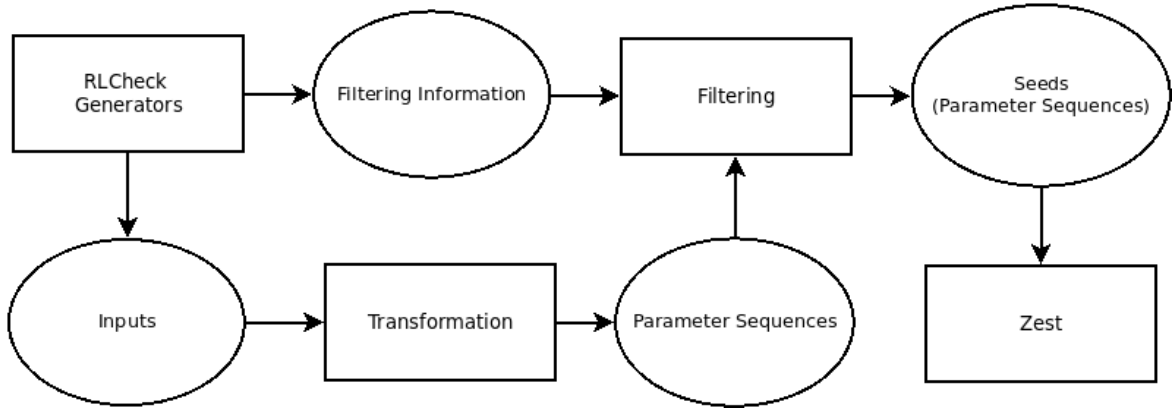 RLCheck
Generators
Filtering Information
Filtering
Seeds
(Parameter Sequences)
Inputs
Transformation
Parameter Sequences
Zest